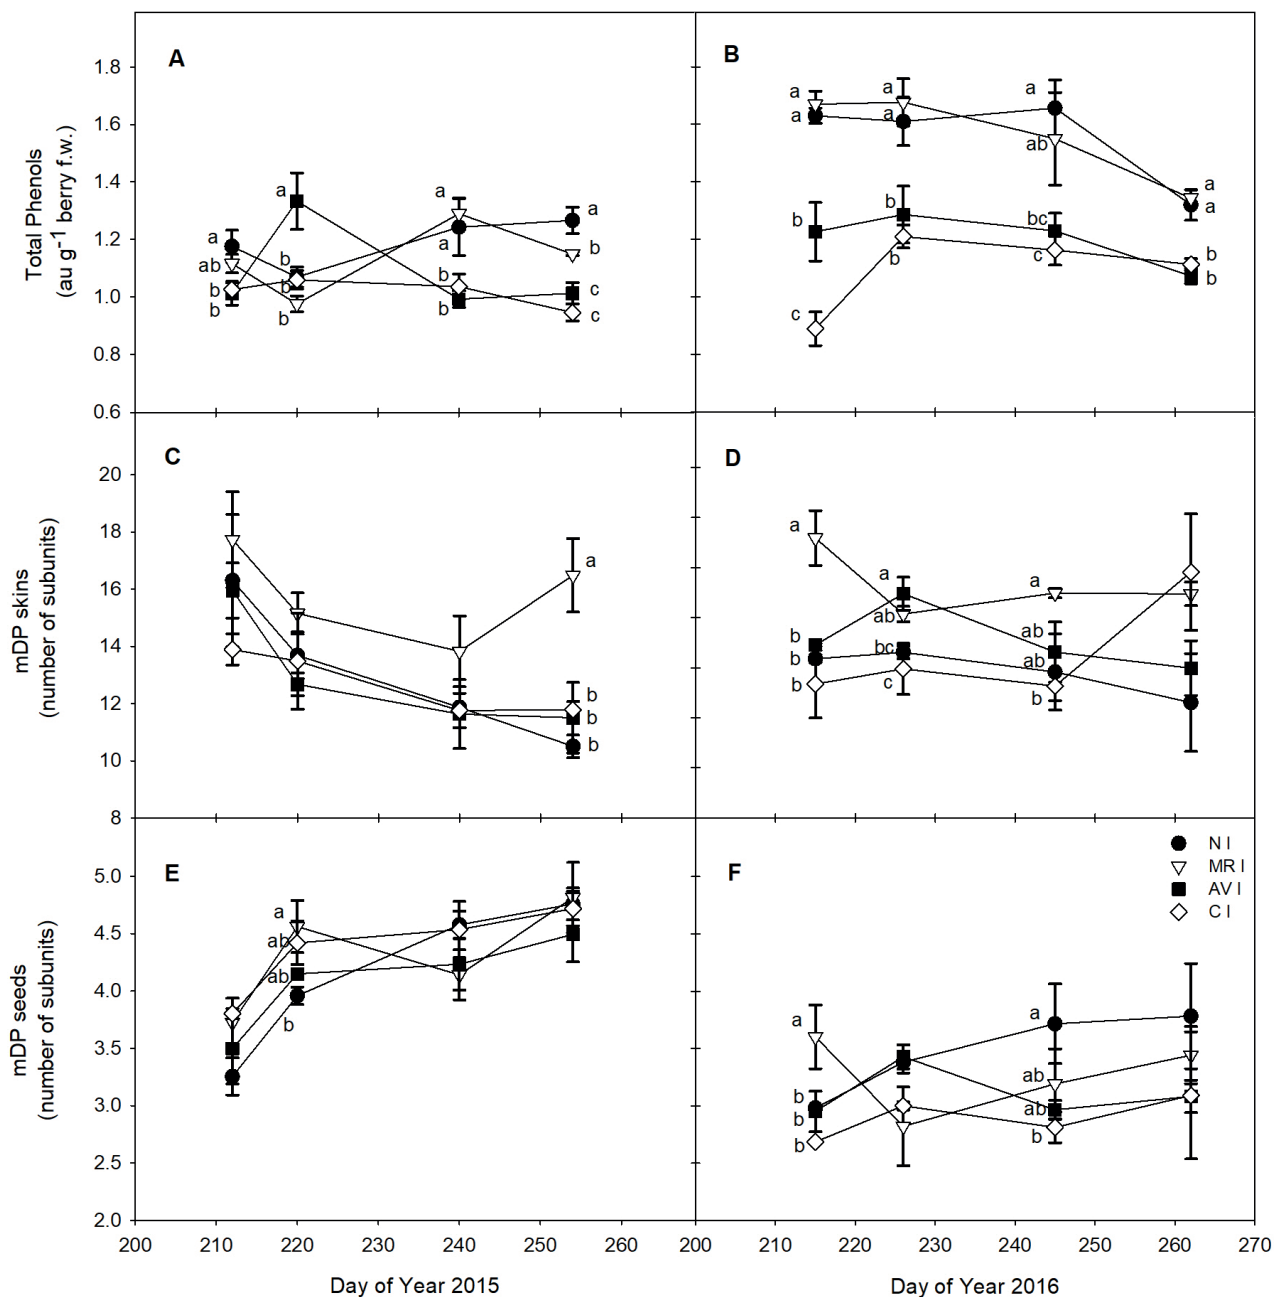 A
B
1.8
1.6
1.4
1.2
1.0
0.8
0.6
Total Phenols
(au g⁻¹ berry f.w.)
a
ab
b
b
a
b
b
b
a
a
b
b
a
b
c
c
a
a
b
c
a
a
b
b
a
ab
bc
c
a
a
b
b
C
D
20
18
16
14
12
10
8
mDP skins
(number of subunits)
a
b
b
b
a
b
b
b
a
ab
bc
c
a
ab
ab
b
E
F
5.0
4.5
4.0
3.5
3.0
2.5
2.0
mDP seeds
(number of subunits)
a
ab
ab
b
a
b
b
b
a
ab
ab
b
N I
MR I
AV I
C I
200 210 220 230 240 250 260 200 210 220 230 240 250 260 270
Day of Year 2015
Day of Year 2016